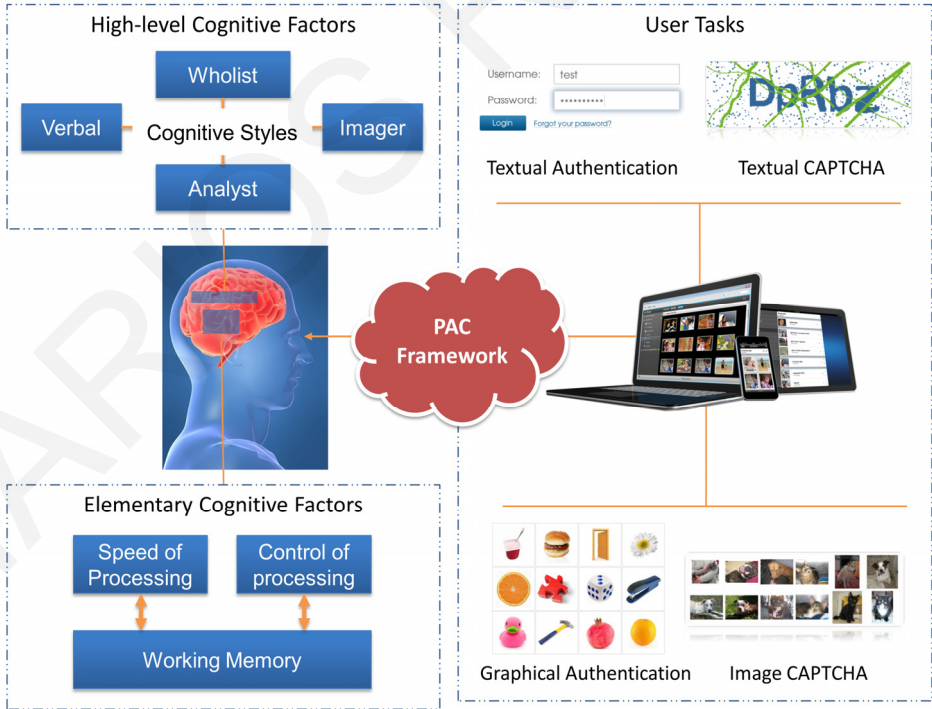 High-level Cognitive Factors
Wholist
Verbal
Cognitive Styles
Imager
Analyst
User Tasks
Username: test
Password: **********
Login Forgot your password?
DpRbz
Textual Authentication
Textual CAPTCHA
PAC
Framework
Elementary Cognitive Factors
Speed of
Processing
Control of
processing
Working Memory
Graphical Authentication
Image CAPTCHA